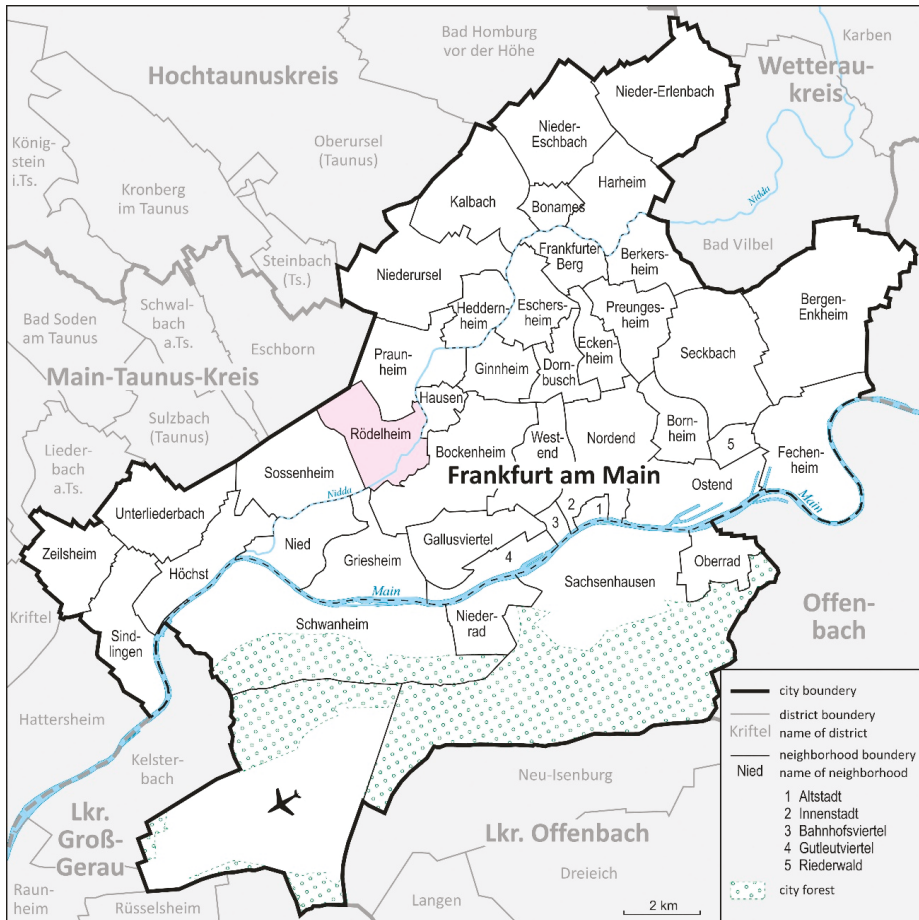 Karben
Bad Homburg
vor der Höhe
Hochtaunuskreis
Wetterau-
kreis
Nieder-Erlenbach
Nieder-
Eschbach
Oberursel
(Taunus)
König-
stein
i.Ts.
Kronberg
im Taunus
Harheim
Kalbach
Bonames
Nidda
Steinbach
(Ts.)
Frankfurter
Berg
Berkers-
heim
Bad Vilbel
Niederursel
Schwal-
bach
a.Ts.
Heddern-
heim
Eschers-
heim
Preunges-
heim
Bergen-
Enkheim
Bad Soden
am Taunus
Eschborn
Ecken-
heim
Seckbach
Praun-
heim
Ginnheim
Dorn-
busch
Main-Taunus-Kreis
Hausen
Sulzbach
(Taunus)
Rödelheim
Bockenheim
West-
end
Nordend
Born-
heim
5
Fechen-
heim
Lieder-
bach
a.Ts.
Sossenheim
Frankfurt am Main
Ostend
Nidda
Main
Unterliederbach
Zeilsheim
Nied
Gallusviertel
3
2
1
4
Höchst
Griesheim
Main
Sachsenhausen
Oberrad
Kriftel
Schwanheim
Nieder-
rad
Offen-
bach
Sind-
lingen
Hattersheim
Kelster-
bach
Neu-Isenburg
Lkr.
Groß-
Gerau
Lkr. Offenbach
Dreieich
Raun-
heim
Rüsselsheim
Langen
2 km
city boundary
district boundary
Kriftel name of district
neighborhood boundary
Nied name of neighborhood
1 Altstadt
2 Innenstadt
3 Bahnhofsviertel
4 Gutleutviertel
5 Riederwald
city forest